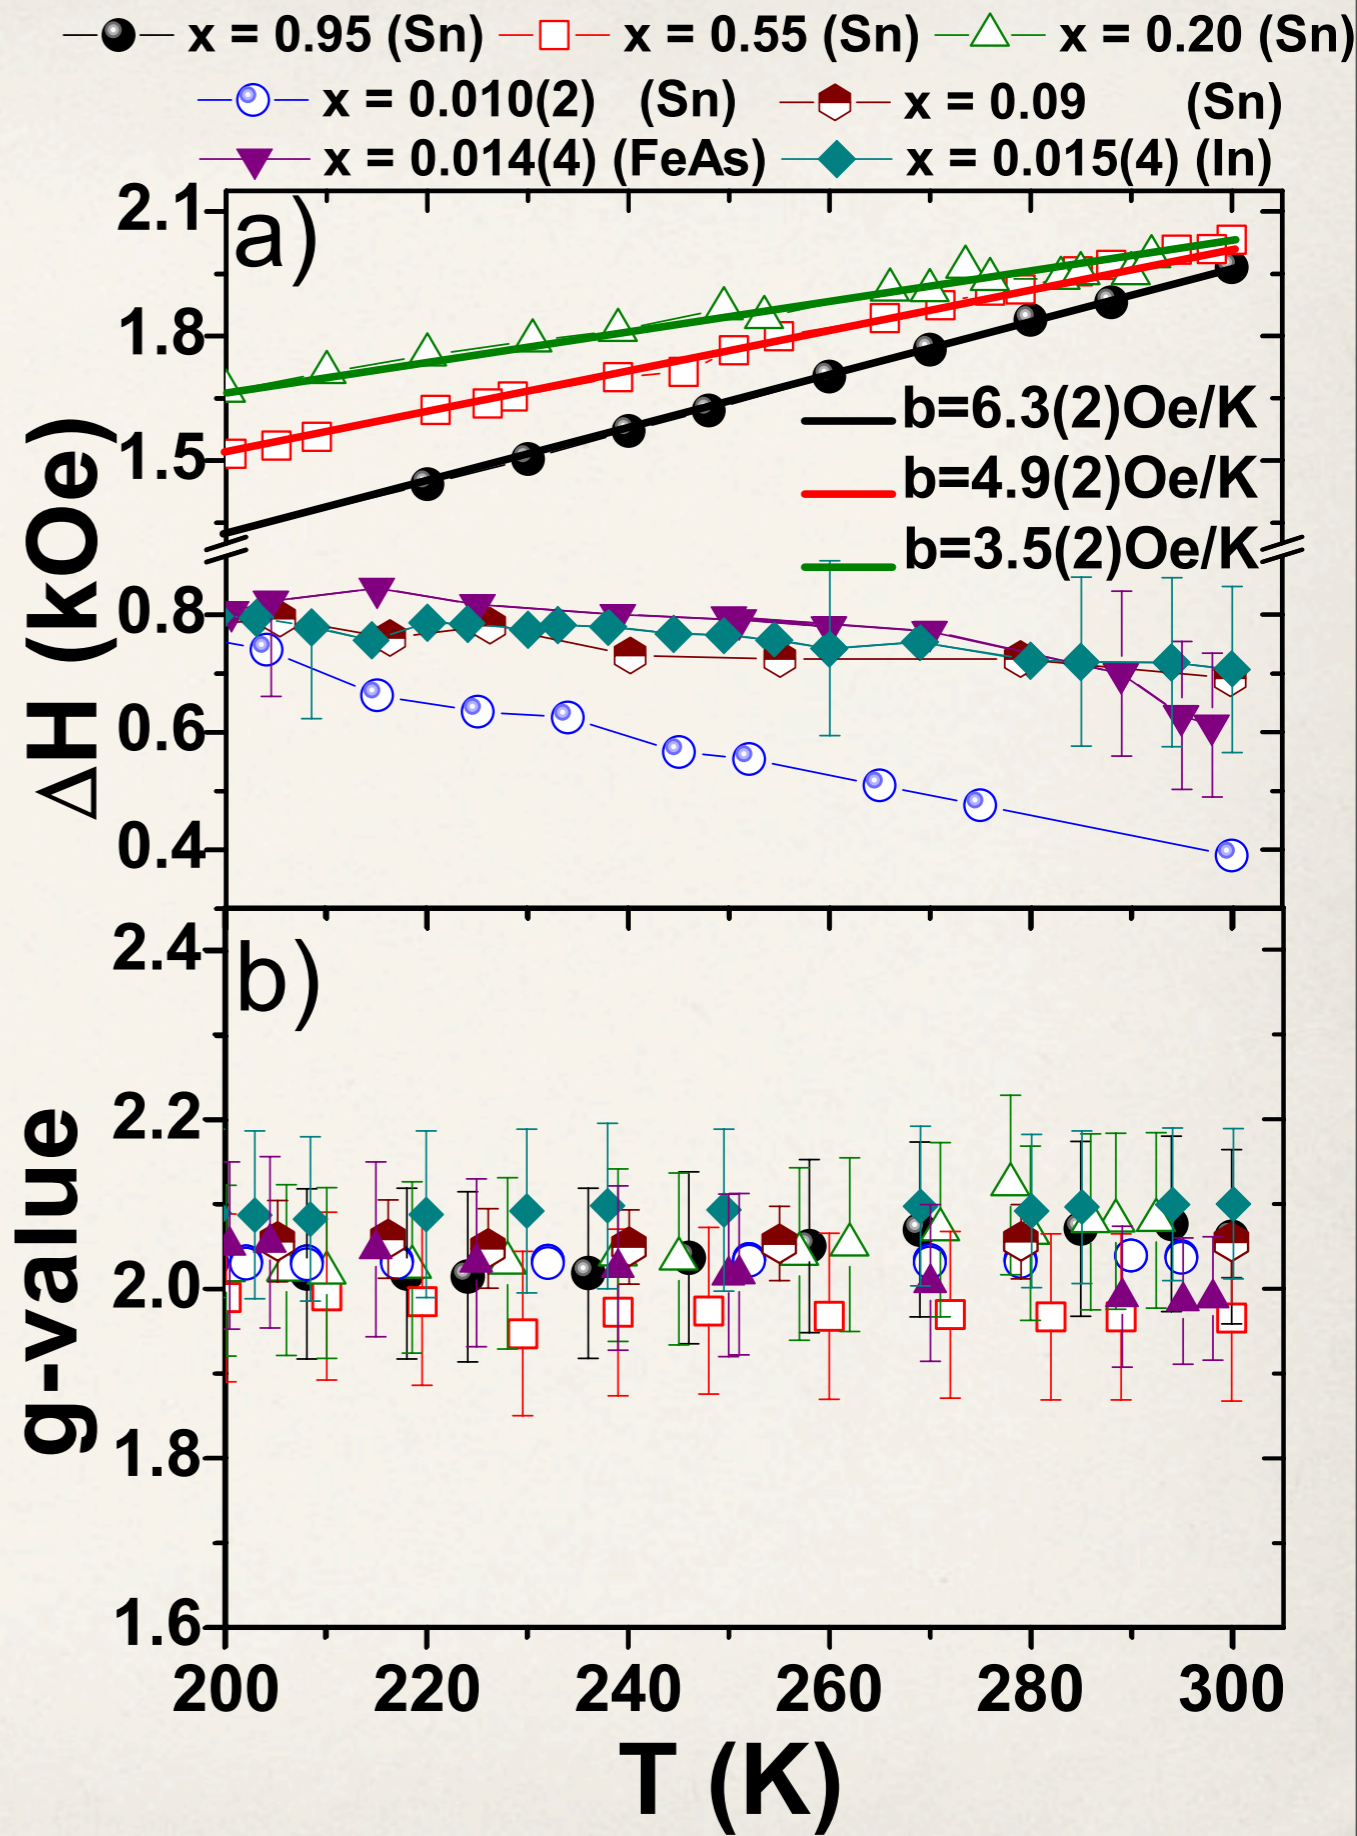 x = 0.95 (Sn) x = 0.55 (Sn) x = 0.20 (Sn)
x = 0.010(2) (Sn) x = 0.09 (Sn)
x = 0.014(4) (FeAs) x = 0.015(4) (In)
a)
2.1
1.8
1.5
0.8
0.6
0.4
ΔH (kOe)
b=6.3(2)Oe/K
b=4.9(2)Oe/K
b=3.5(2)Oe/K
b)
2.4
2.2
2.0
1.8
1.6
g-value
200 220 240 260 280 300
T (K)